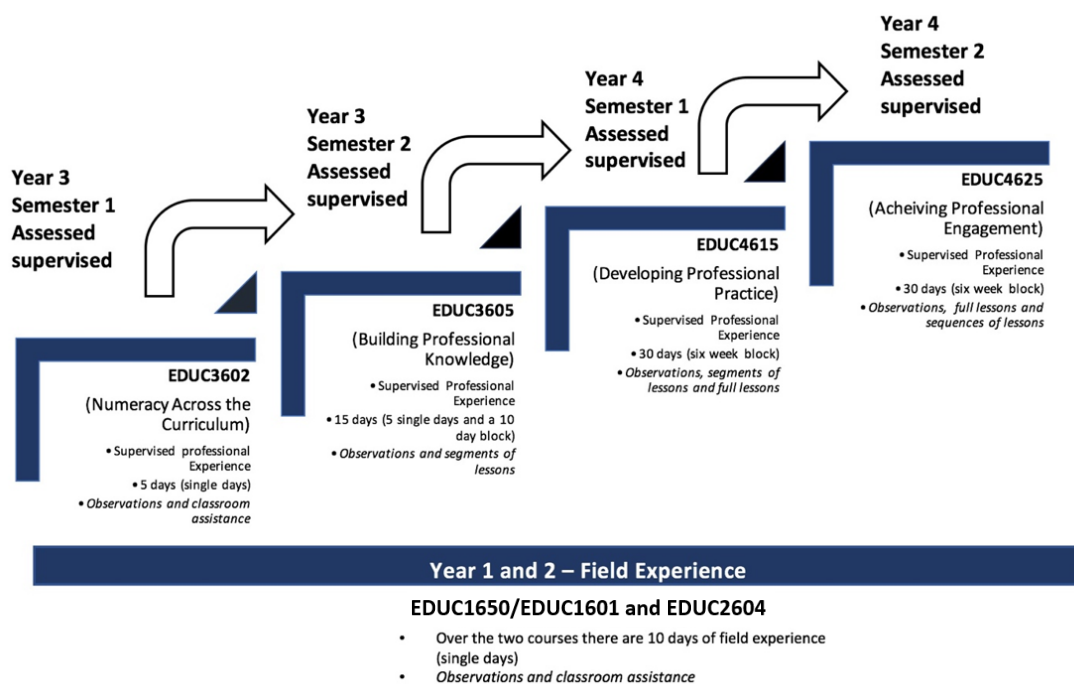 Year 3
Semester 1
Assessed
supervised
EDUC3602
(Numeracy Across the
Curriculum)
• Supervised professional
Experience
• 5 days (single days)
• Observations and classroom
assistance
Year 3
Semester 2
Assessed
supervised
EDUC3605
(Building Professional
Knowledge)
• Supervised Professional
Experience
• 15 days (5 single days and a 10
day block)
• Observations and segments of
lessons
Year 4
Semester 1
Assessed
supervised
EDUC4615
(Developing Professional
Practice)
• Supervised Professional
Experience
• 30 days (six week block)
• Observations, segments of
lessons and full lessons
Year 4
Semester 2
Assessed
supervised
EDUC4625
(Acheiving Professional
Engagement)
• Supervised Professional
Experience
• 30 days (six week block)
• Observations, full lessons and
sequences of lessons
Year 1 and 2 – Field Experience
EDUC1650/EDUC1601 and EDUC2604
• Over the two courses there are 10 days of field experience
(single days)
• Observations and classroom assistance